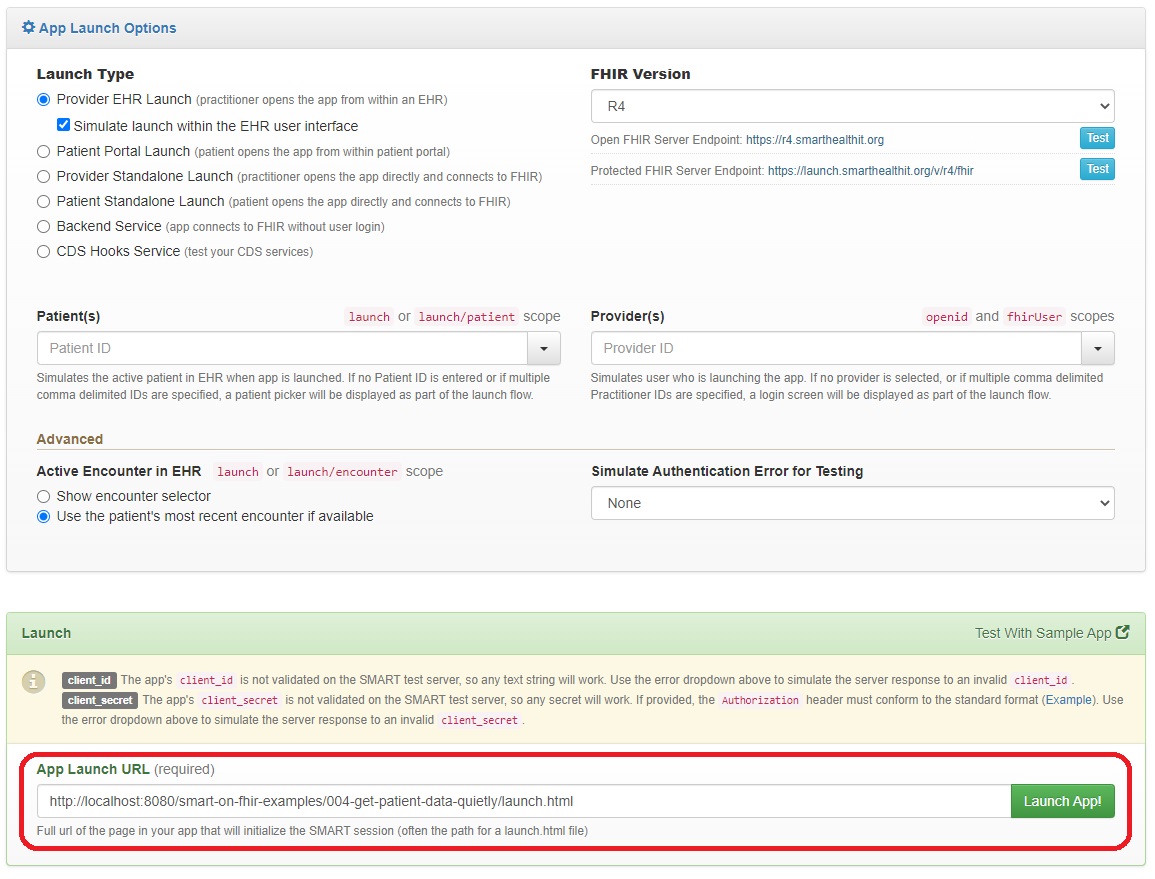 App Launch Options
Launch Type
Provider EHR Launch (practitioner opens the app from within an EHR)
Simulate launch within the EHR user interface
Patient Portal Launch (patient opens the app from within patient portal)
Provider Standalone Launch (practitioner opens the app directly and connects to FHIR)
Patient Standalone Launch (patient opens the app directly and connects to FHIR)
Backend Service (app connects to FHIR without user login)
CDS Hooks Service (test your CDS services)
FHIR Version
R4
Open FHIR Server Endpoint: https://r4.smarthealthit.org Test
Protected FHIR Server Endpoint: https://launch.smarthealthit.org/v/r4/fhir Test
Patient(s) launch or launch/patient scope
Patient ID
Simulates the active patient in EHR when app is launched. If no Patient ID is entered or if multiple
comma delimited IDs are specified, a patient picker will be displayed as part of the launch flow.
Provider(s) openid and fhirUser scopes
Provider ID
Simulates user who is launching the app. If no provider is selected, or if multiple comma delimited
Practitioner IDs are specified, a login screen will be displayed as part of the launch flow.
Advanced
Active Encounter in EHR launch or launch/encounter scope
Show encounter selector
Use the patient's most recent encounter if available
Simulate Authentication Error for Testing
None
Launch Test With Sample App
client_id The app's client_id is not validated on the SMART test server, so any text string will work. Use the error dropdown above to simulate the server response to an invalid client_id.
client_secret The app's client_secret is not validated on the SMART test server, so any secret will work. If provided, the Authorization header must conform to the standard format (Example). Use
the error dropdown above to simulate the server response to an invalid client_secret.
App Launch URL (required)
http://localhost:8080/smart-on-fhir-examples/004-get-patient-data-quietly/launch.html Launch App!
Full url of the page in your app that will initialize the SMART session (often the path for a launch.html file)